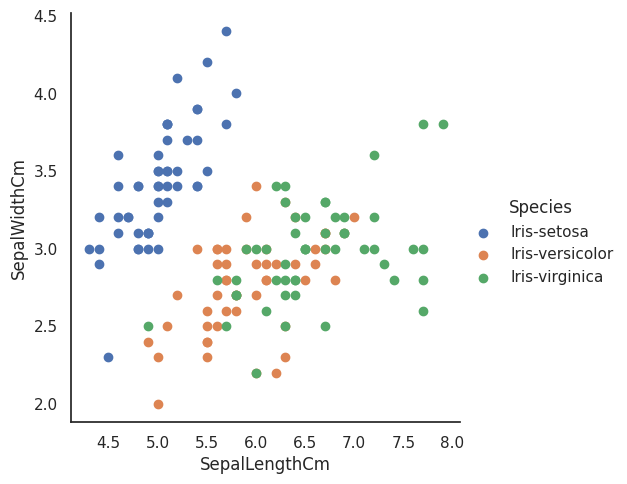 4.5
4.0
3.5
3.0
2.5
2.0
SepalWidthCm
4.5 5.0 5.5 6.0 6.5 7.0 7.5 8.0
SepalLengthCm
Species
Iris-setosa
Iris-versicolor
Iris-virginica